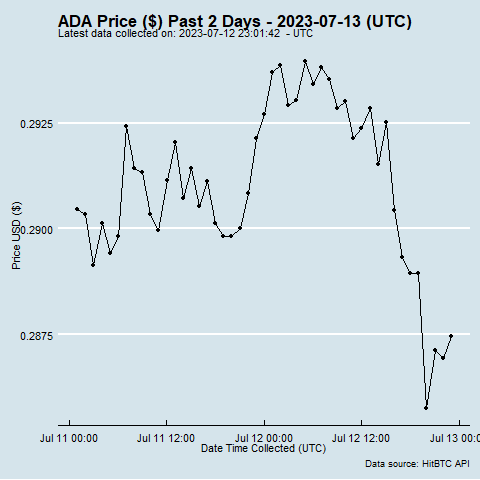 ADA Price ($) Past 2 Days - 2023-07-13 (UTC)
Latest data collected on: 2023-07-12 23:01:42 - UTC
0.2925
0.2900
0.2875
Price USD ($)
Jul 11 00:00 Jul 11 12:00 Jul 12 00:00 Jul 12 12:00 Jul 13 00:00
Date Time Collected (UTC)
Data source: HitBTC API